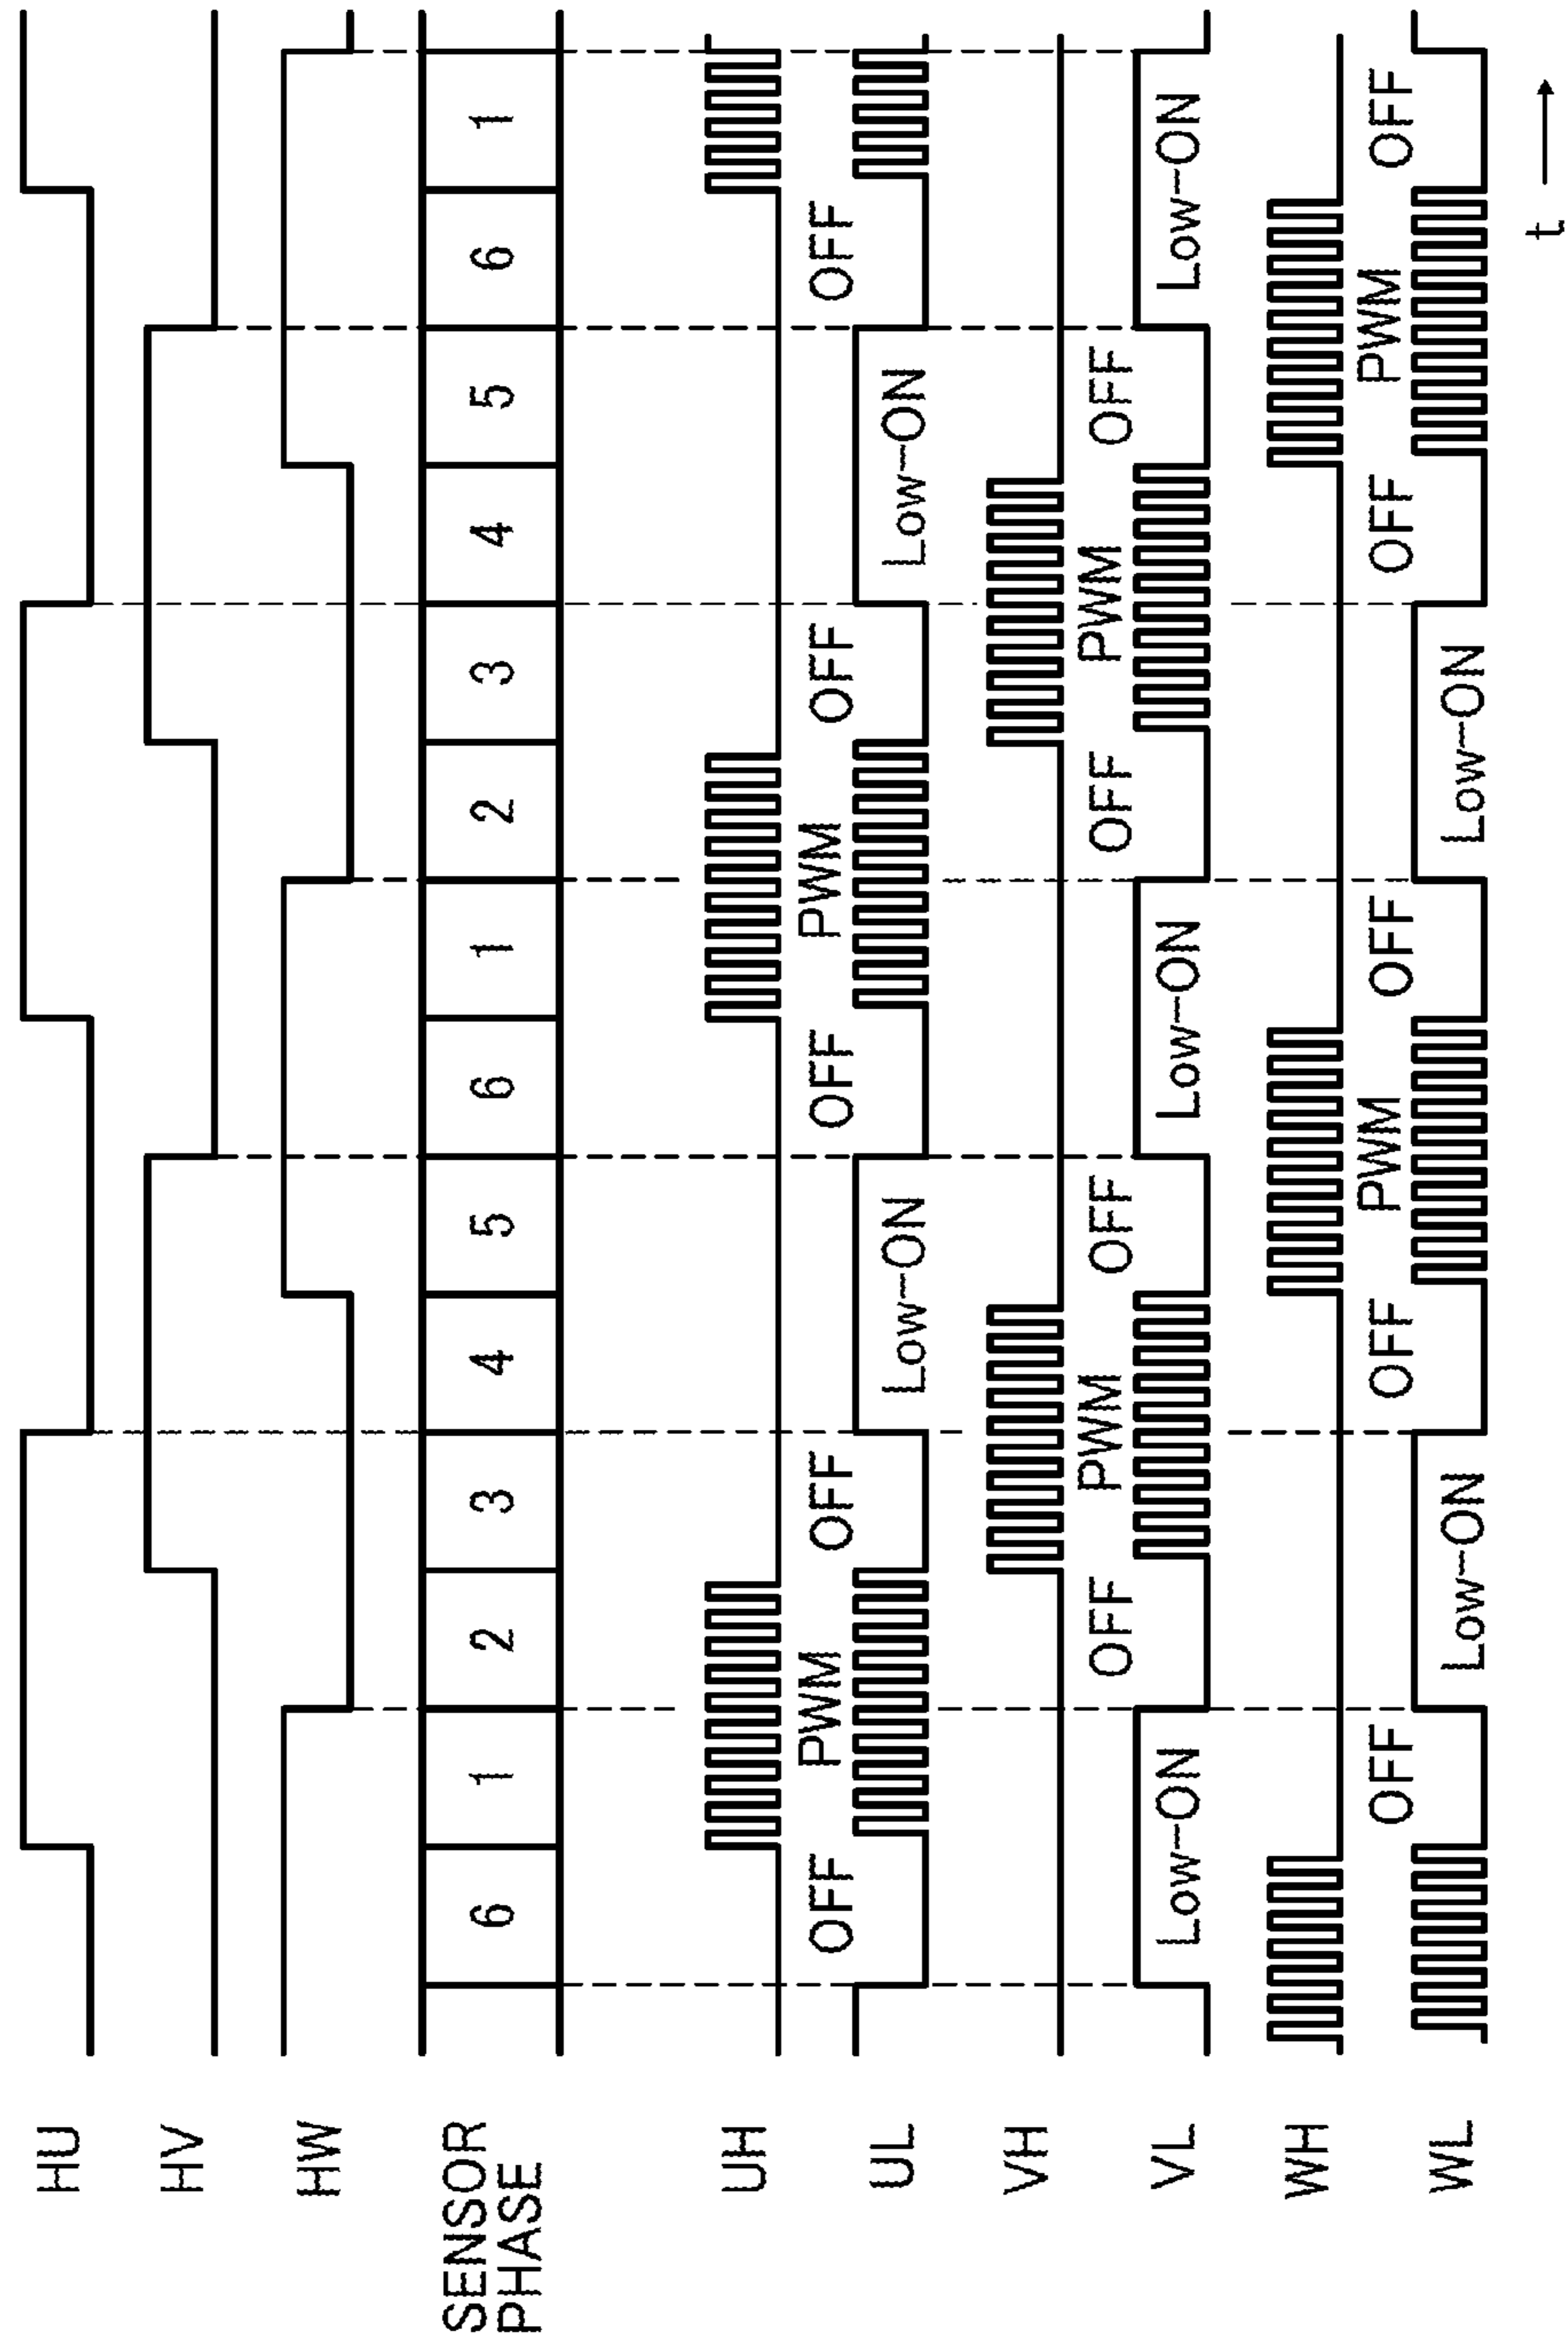 HU
HV
HW
SENSOR
PHASE
6 1 2 3 4 5 6 1 2 3 4 5 6 1
UH
OFF PWM OFF OFF PWM OFF OFF
UL Low-ON Low-ON
VH
OFF PWM OFF OFF PWM OFF
VL Low-ON Low-ON Low-ON
WH
OFF OFF PWM OFF OFF PWM OFF
WL Low-ON Low-ON
t